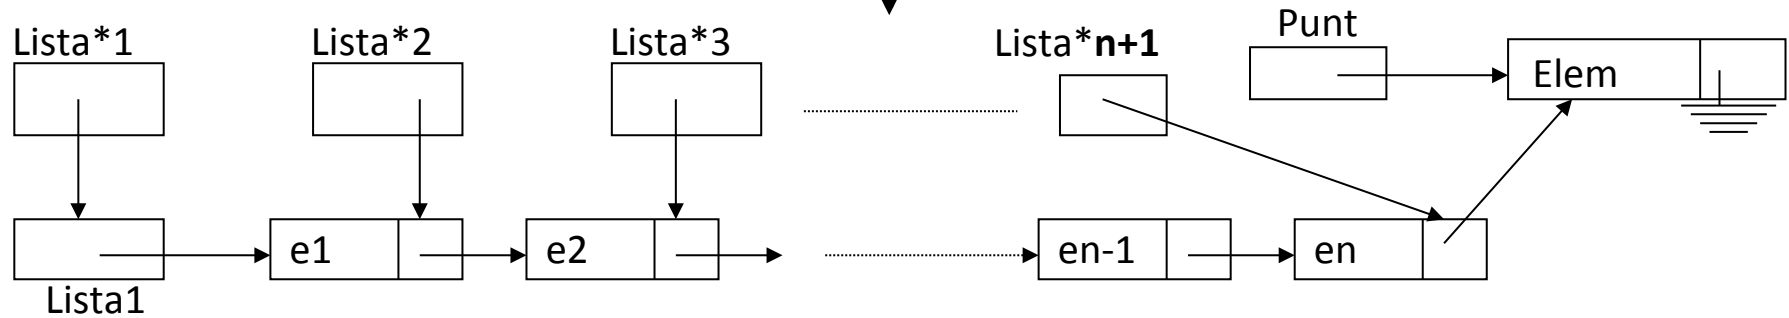 Lista*1
Lista*2
Lista*3
Lista*n+1
Punt
Elem
e1
e2
en-1
en
Lista1